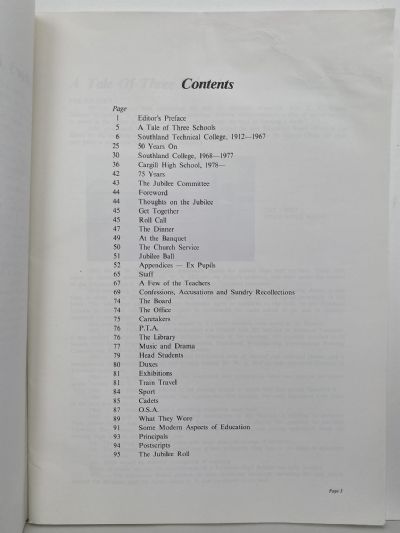 Contents
Page
1 Editor's Preface
5 A Tale of Three Schools
6 Southland Technical College, 1912—1967
25 50 Years On
30 Southland College, 1968—1977
36 Cargill High School, 1978—
42 75 Years
43 The Jubilee Committee
44 Foreword
44 Thoughts on the Jubilee
45 Get Together
45 Roll Call
47 The Dinner
49 At the Banquet
50 The Church Service
51 Jubilee Ball
52 Appendices — Ex Pupils
65 Staff
67 A Few of the Teachers
69 Confessions, Accusations and Sundry Recollections
74 The Board
74 The Office
75 Caretakers
76 P.T.A.
76 The Library
77 Music and Drama
79 Head Students
80 Duxes
81 Exhibitions
81 Train Travel
84 Sport
85 Cadets
87 O.S.A.
89 What They Wore
91 Some Modern Aspects of Education
93 Principals
94 Postscripts
95 The Jubilee Roll
Page 3